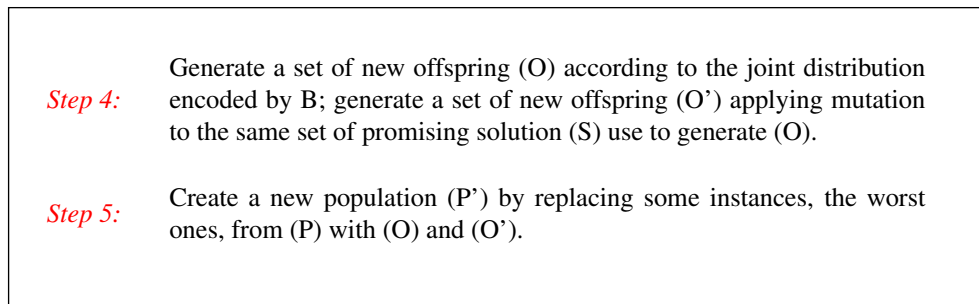 Generate a set of new offspring (O) according to the joint distribution
Step 4: encoded by B; generate a set of new offspring (O’) applying mutation
to the same set of promising solution (S) use to generate (O).
Create a new population (P’) by replacing some instances, the worst
Step 5:
ones, from (P) with (O) and (O’).